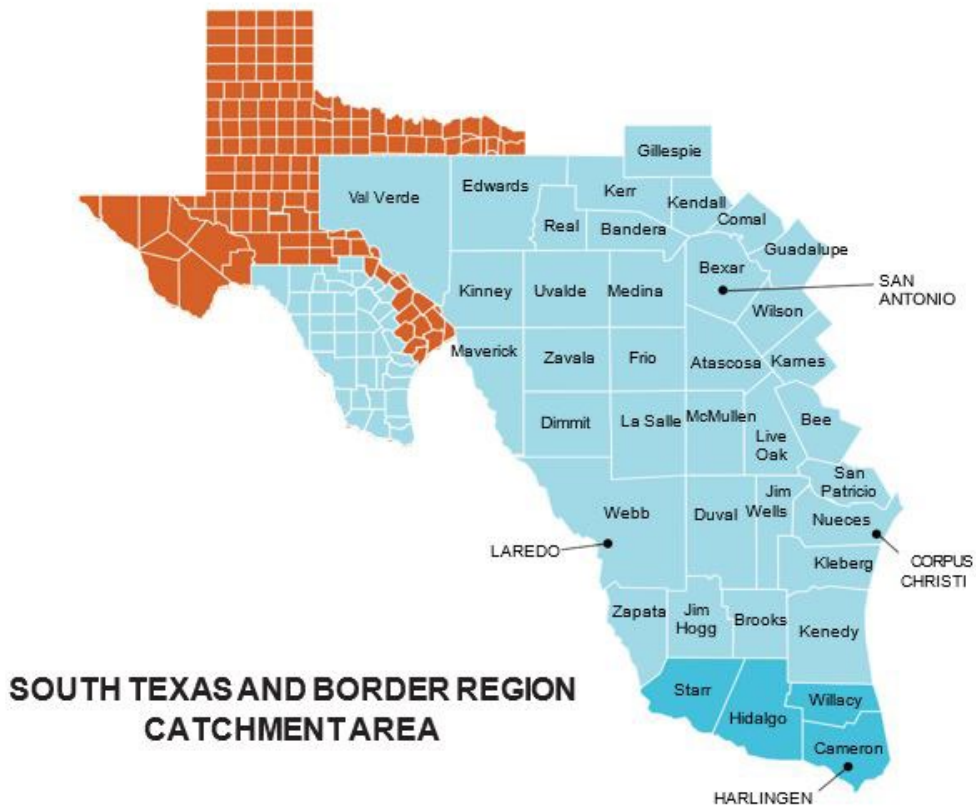 Gillespie
Edwards
Kerr
Val Verde
Kendall
Comal
Real
Bandera
Guadalupe
Bexar
SAN
ANTONIO
Kinney
Uvalde
Medina
Wilson
Maverick
Zavala
Frio
Atascosa
Karnes
Dimmit
La Salle
McMullen
Bee
Live
Oak
San
Patricio
Jim
Wells
Webb
Duval
Nueces
LAREDO
Kleberg
CORPUS
CHRISTI
Zapata
Jim
Hogg
Brooks
Kenedy
SOUTH TEXAS AND BORDER REGION
CATCHMENT AREA
Starr
Willacy
Hidalgo
Cameron
HARLINGEN